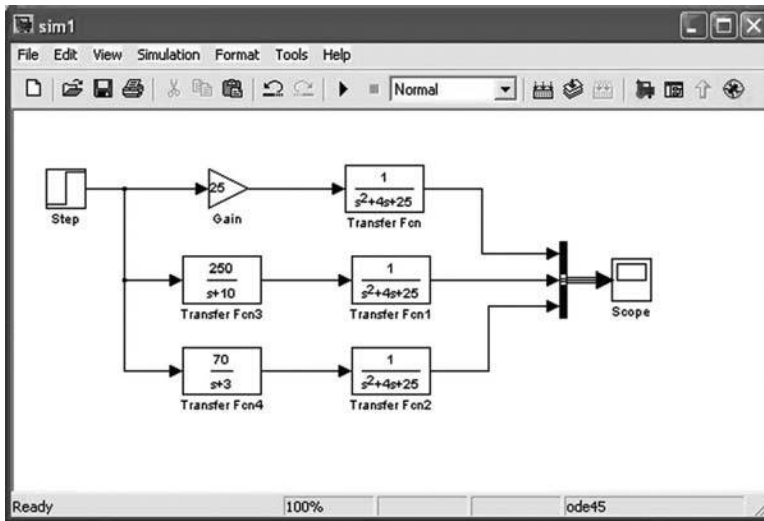 sim1
File Edit View Simulation Format Tools Help
Normal
Step
25
Gain
1
s²+4s+25
Transfer Fcn
250
s+10
Transfer Fcn3
1
s²+4s+25
Transfer Fcn1
Scope
70
s+3
Transfer Fcn4
1
s²+4s+25
Transfer Fcn2
Ready 100% ode45